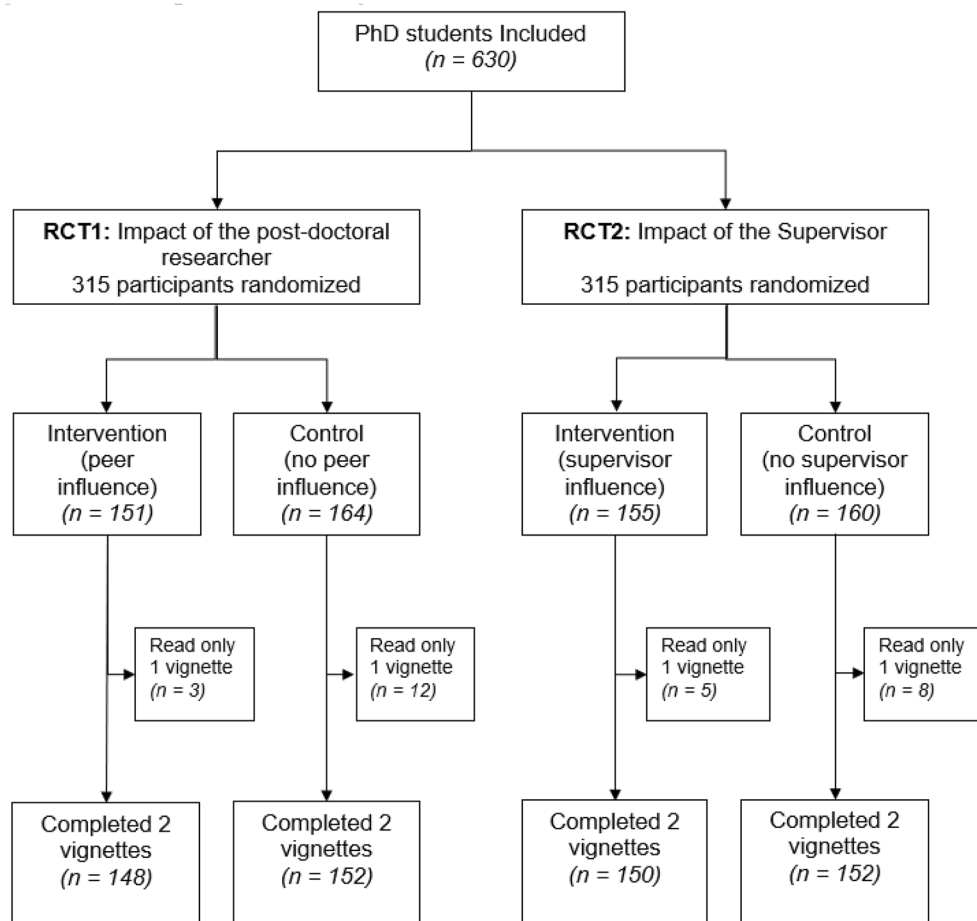 PhD students Included
(n = 630)
RCT1: Impact of the post-doctoral
researcher
315 participants randomized
RCT2: Impact of the Supervisor
315 participants randomized
Intervention
(peer
influence)
(n = 151)
Control
(no peer
influence)
(n = 164)
Intervention
(supervisor
influence)
(n = 155)
Control
(no supervisor
influence)
(n = 160)
Read only
1 vignette
(n = 3)
Read only
1 vignette
(n = 12)
Read only
1 vignette
(n = 5)
Read only
1 vignette
(n = 8)
Completed 2
vignettes
(n = 148)
Completed 2
vignettes
(n = 152)
Completed 2
vignettes
(n = 150)
Completed 2
vignettes
(n = 152)